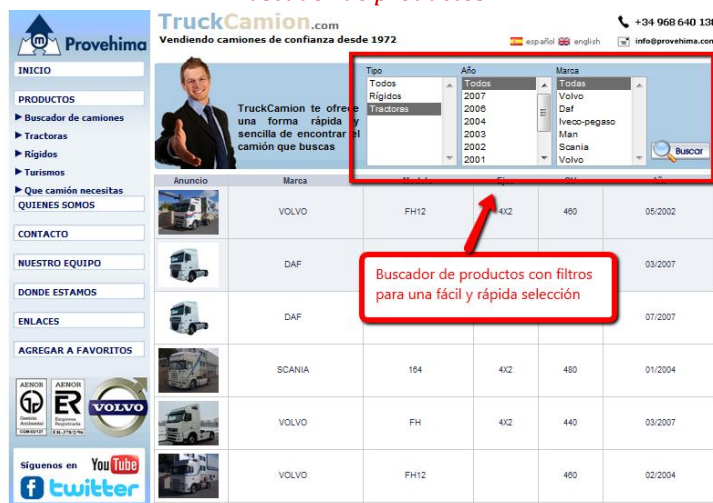 TruckCamion.com
Vendiendo camiones de confianza desde 1972
español english
+34 968 640 13
info@provehima.com
Provehima
INICIO
PRODUCTOS
Buscador de camiones
Tractoras
Rígidos
Turismos
Que camión necesitas
QUIENES SOMOS
CONTACTO
NUESTRO EQUIPO
DONDE ESTAMOS
ENLACES
AGREGAR A FAVORITOS
AENOR AENOR
Gestión Ambiental
Empresa Registrada
VOLVO
Síguenos en YouTube
f twitter
TruckCamion te ofrece
una forma rápida y
sencilla de encontrar el
camión que buscas
Tipo
Todos
Rígidos
Tractoras
Año
Todos
2007
2006
2004
2003
2002
2001
Marca
Todas
Volvo
Daf
Iveco-pegaso
Man
Scania
Volvo
Buscar
Anuncio Marca
VOLVO FH12 4X2 460 05/2002
DAF 03/2007
DAF 07/2007
SCANIA 164 4X2 480 01/2004
VOLVO FH 4X2 440 03/2007
VOLVO FH12 460 02/2004
Buscador de productos con filtros
para una fácil y rápida selección